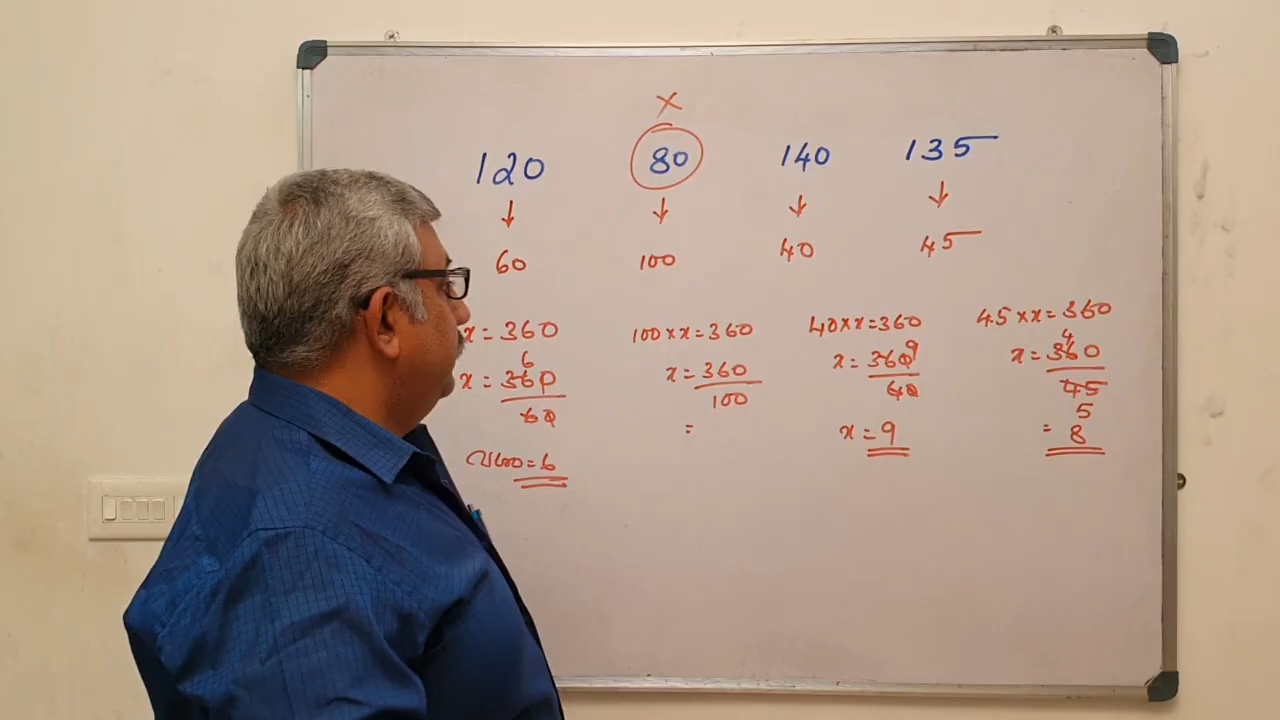 X
120 80 140 135
↓ ↓ ↓ ↓
60 100 40 45
x = 360 100 × x = 360 40 × x = 360 45 × x = 360
6 9 4
x = 360 x = 360 x = 360 x = 360
60 100 40 45
5
= 6 = x = 9 = 8